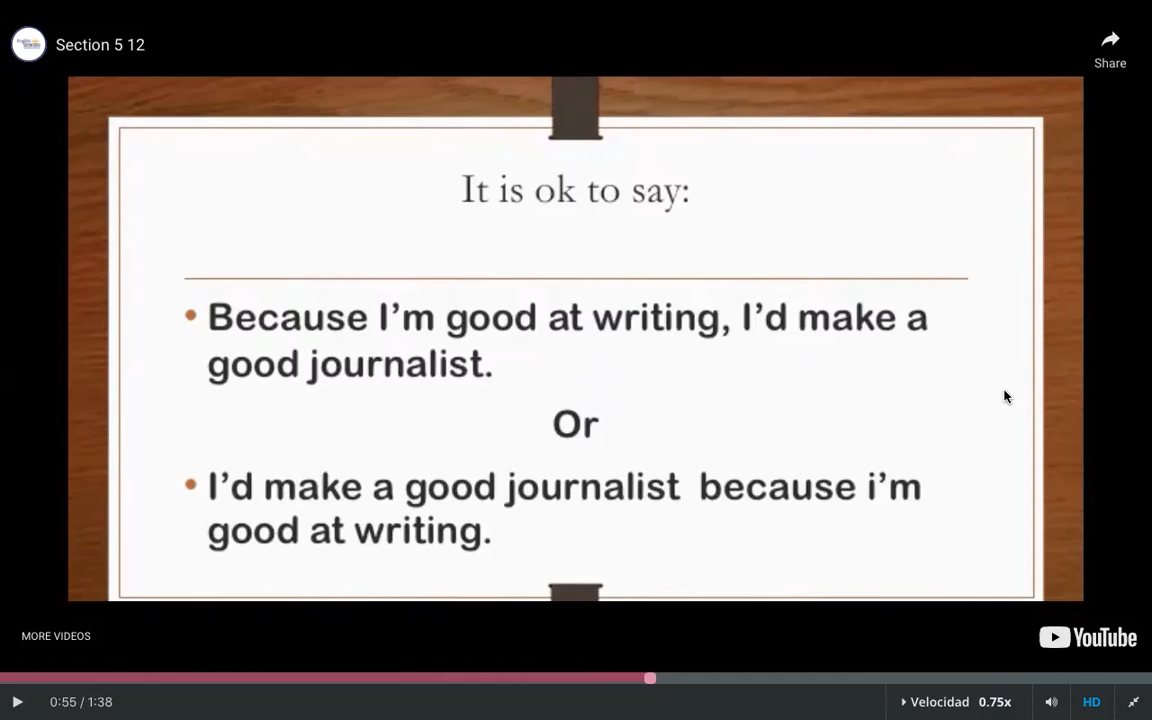 Section 5 12
Share
It is ok to say:
• Because I’m good at writing, I’d make a
good journalist.
Or
• I’d make a good journalist  because i’m
good at writing.
MORE VIDEOS
YouTube
0:55 / 1:38
Velocidad 0.75x
HD